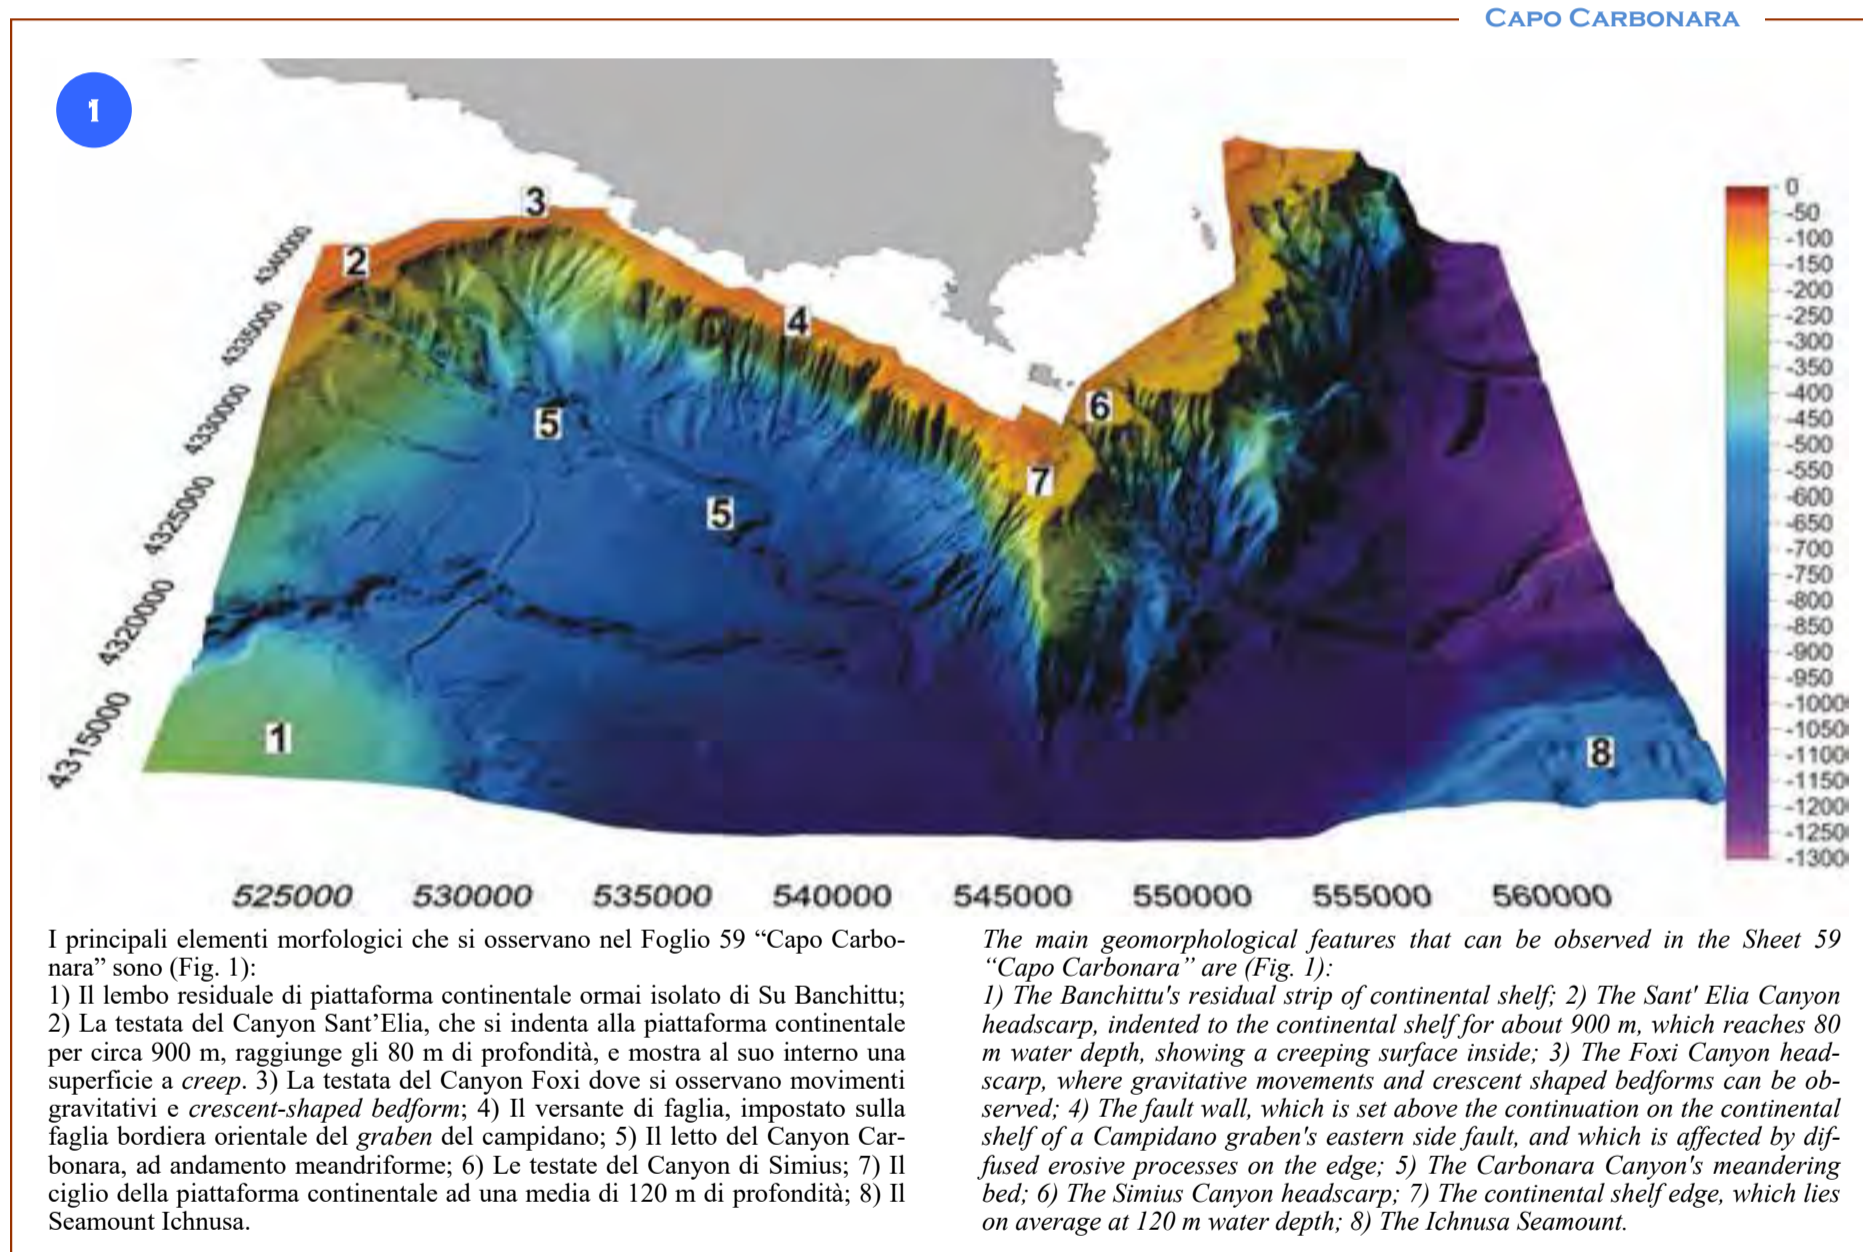 CAPO CARBONARA
1
3
2
4
6
5
7
5
1
8
4340000
4335000
4330000
4325000
4320000
4315000
0
-50
-100
-150
-200
-250
-300
-350
-400
-450
-500
-550
-600
-650
-700
-750
-800
-850
-900
-950
-1000
-1050
-1100
-1150
-1200
-1250
-1300
525000 530000 535000 540000 545000 550000 555000 560000
I principali elementi morfologici che si osservano nel Foglio 59 “Capo Carbo-
nara” sono (Fig. 1):
1) Il lembo residuale di piattaforma continentale ormai isolato di Su Banchittu;
2) La testata del Canyon Sant’Elia, che si indenta alla piattaforma continentale
per circa 900 m, raggiunge gli 80 m di profondità, e mostra al suo interno una
superficie a creep. 3) La testata del Canyon Foxi dove si osservano movimenti
gravitativi e crescent-shaped bedform; 4) Il versante di faglia, impostato sulla
faglia bordiera orientale del graben del campidano; 5) Il letto del Canyon Car-
bonara, ad andamento meandriforme; 6) Le testate del Canyon di Simius; 7) Il
ciglio della piattaforma continentale ad una media di 120 m di profondità; 8) Il
Seamount Ichnusa.
The main geomorphological features that can be observed in the Sheet 59
“Capo Carbonara” are (Fig. 1):
1) The Banchittu's residual strip of continental shelf; 2) The Sant' Elia Canyon
headscarp, indented to the continental shelf for about 900 m, which reaches 80
m water depth, showing a creeping surface inside; 3) The Foxi Canyon head-
scarp, where gravitative movements and crescent shaped bedforms can be ob-
served; 4) The fault wall, which is set above the continuation on the continental
shelf of a Campidano graben's eastern side fault, and which is affected by dif-
fused erosive processes on the edge; 5) The Carbonara Canyon's meandering
bed; 6) The Simius Canyon headscarp; 7) The continental shelf edge, which lies
on average at 120 m water depth; 8) The Ichnusa Seamount.